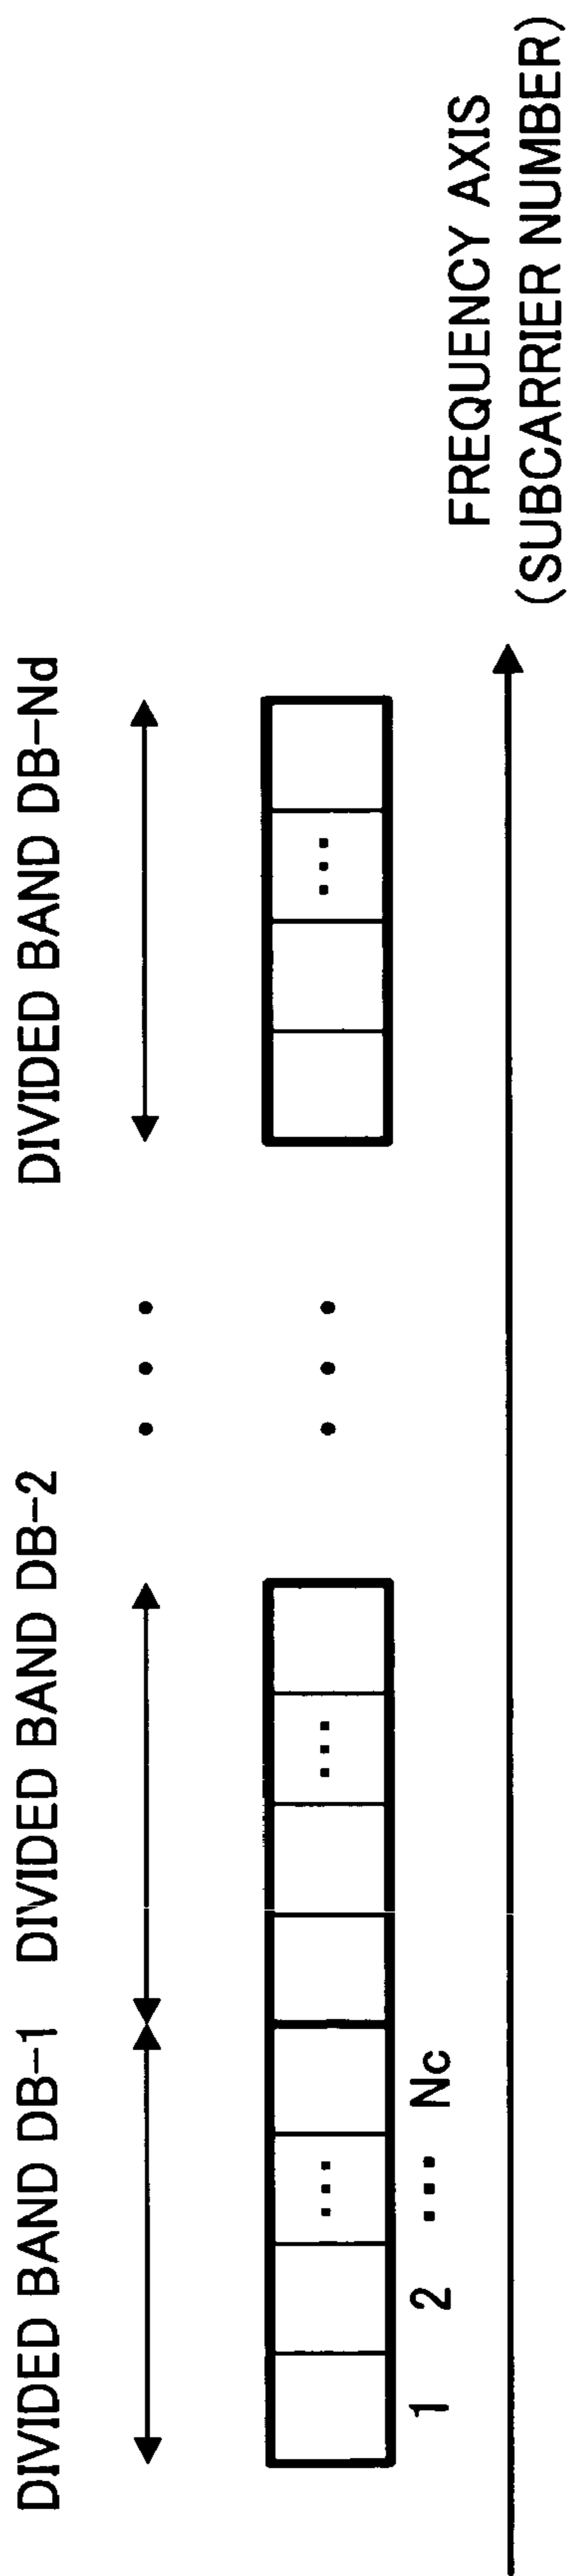 DIVIDED BAND DB-1 DIVIDED BAND DB-2 ... DIVIDED BAND DB-Nd
... ... ... ...
1 2 ... Nc
FREQUENCY AXIS
(SUBCARRIER NUMBER)